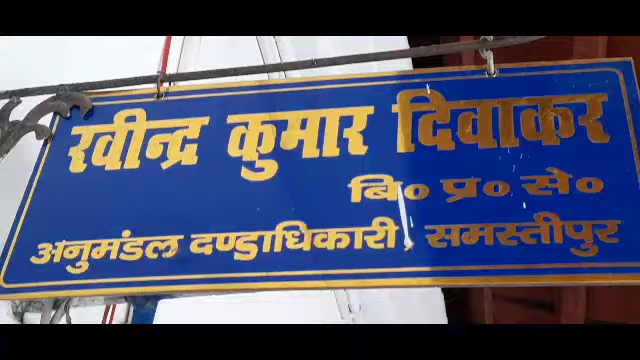 रवीन्द्र कुमार दिवाकर
बि० प्र० से०
अनुमंडल दण्डाधिकारी, समस्तीपुर